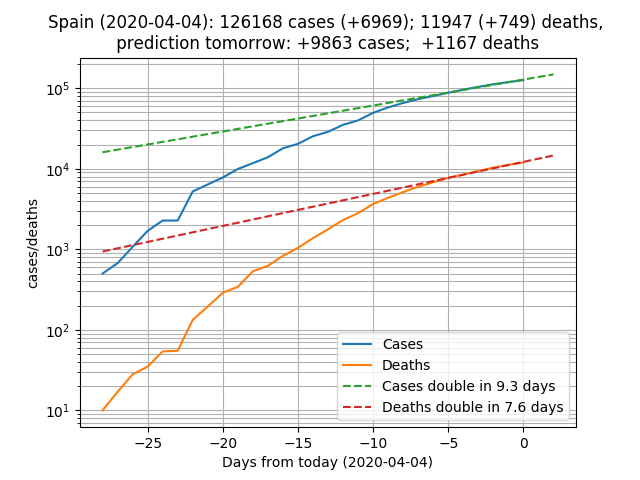 Spain (2020-04-04): 126168 cases (+6969); 11947 (+749) deaths,
prediction tomorrow: +9863 cases;  +1167 deaths
10^5
10^4
10^3
10^2
10^1
cases/deaths
Cases
Deaths
Cases double in 9.3 days
Deaths double in 7.6 days
−25 −20 −15 −10 −5 0
Days from today (2020-04-04)